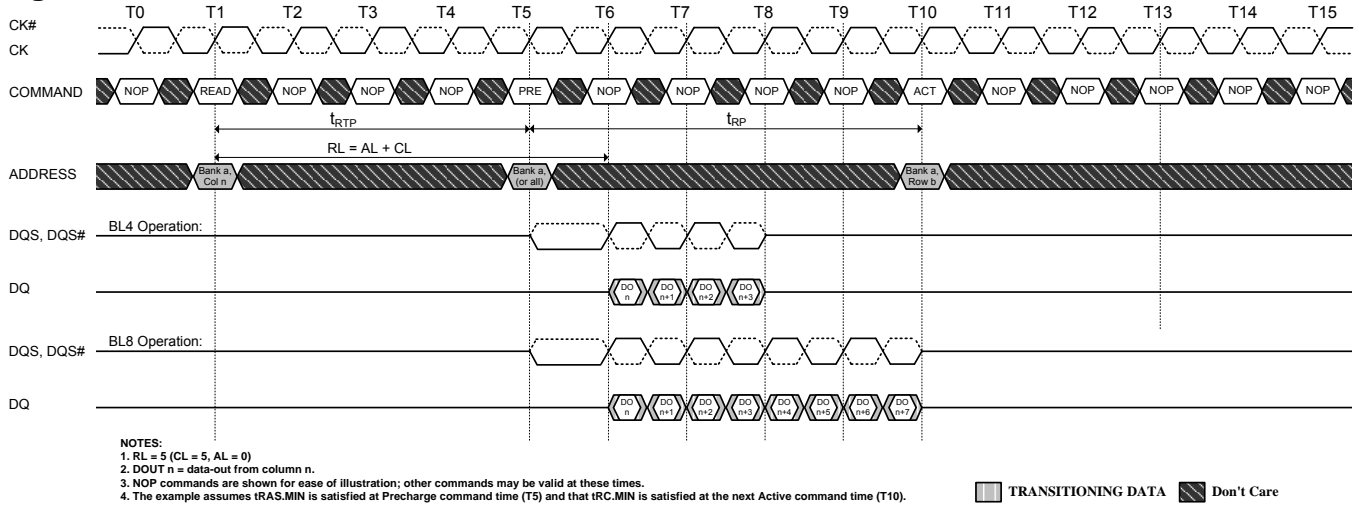 T0 T1 T2 T3 T4 T5 T6 T7 T8 T9 T10 T11 T12 T13 T14 T15
CK#
CK
COMMAND NOP READ NOP NOP NOP PRE NOP NOP NOP NOP ACT NOP NOP NOP NOP NOP
tRTP tRP
RL = AL + CL
ADDRESS Bank a, Col n Bank a, (or all) Bank a, Row b
BL4 Operation:
DQS, DQS#
DQ DO n DO n+1 DO n+2 DO n+3
BL8 Operation:
DQS, DQS#
DQ DO n DO n+1 DO n+2 DO n+3 DO n+4 DO n+5 DO n+6 DO n+7
NOTES:
1. RL = 5 (CL = 5, AL = 0)
2. DOUT n = data-out from column n.
3. NOP commands are shown for ease of illustration; other commands may be valid at these times.
4. The example assumes tRAS.MIN is satisfied at Precharge command time (T5) and that tRC.MIN is satisfied at the next Active command time (T10).
TRANSITIONING DATA Don't Care